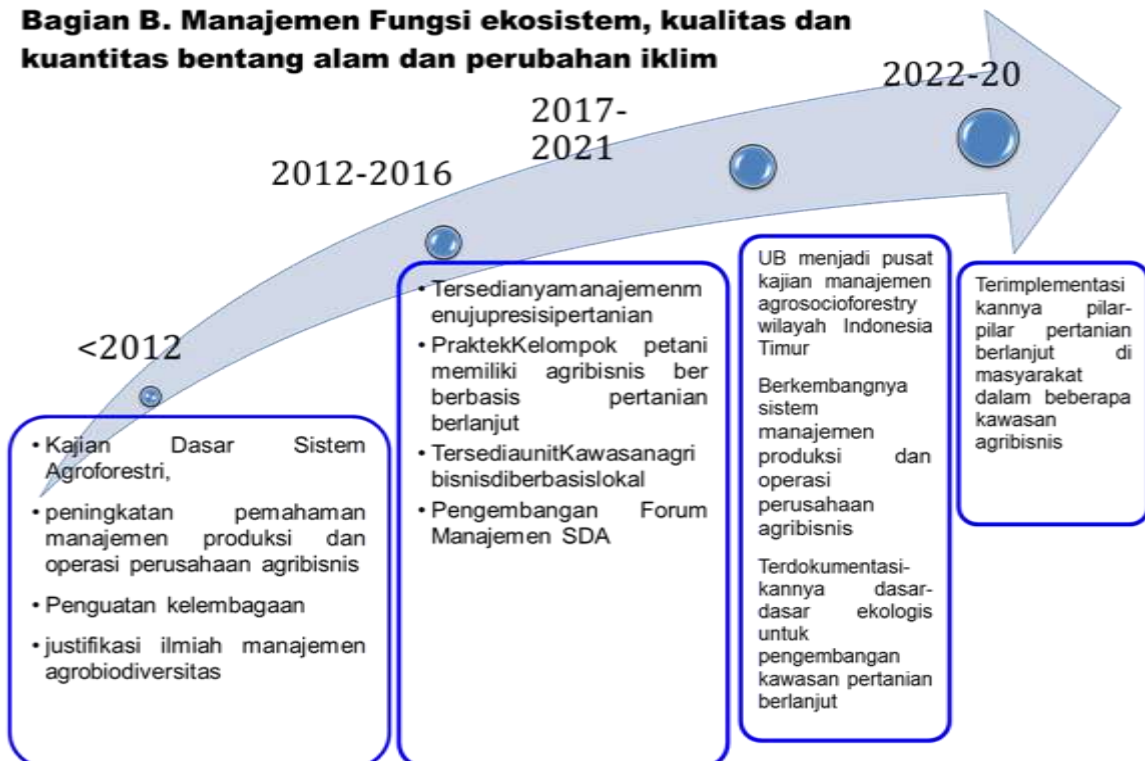 Bagian B. Manajemen Fungsi ekosistem, kualitas dan
kuantitas bentang alam dan perubahan iklim
<2012
• Kajian Dasar Sistem
Agroforestri,
• peningkatan pemahaman
manajemen produksi dan
operasi perusahaan agribisnis
• Penguatan kelembagaan
• justifikasi ilmiah manajemen
agrobiodiversitas
2012-2016
• Tersedianyamanajemenm
enujupresisipertanian
• PraktekKelompok petani
memiliki agribisnis ber
berbasis pertanian
berlanjut
• TersediaunitKawasanagri
bisnisdiberbasislokal
• Pengembangan Forum
Manajemen SDA
2017-
2021
UB menjadi pusat
kajian manajemen
agrosocioforestry
wilayah Indonesia
Timur
Berkembangnya
sistem
manajemen
produksi dan
operasi
perusahaan
agribisnis
Terdokumentasi-
kannya dasar-
dasar ekologis
untuk
pengembangan
kawasan pertanian
berlanjut
2022-20
Terimplementasi
kannya pilar-
pilar pertanian
berlanjut di
masyarakat
dalam beberapa
kawasan
agribisnis